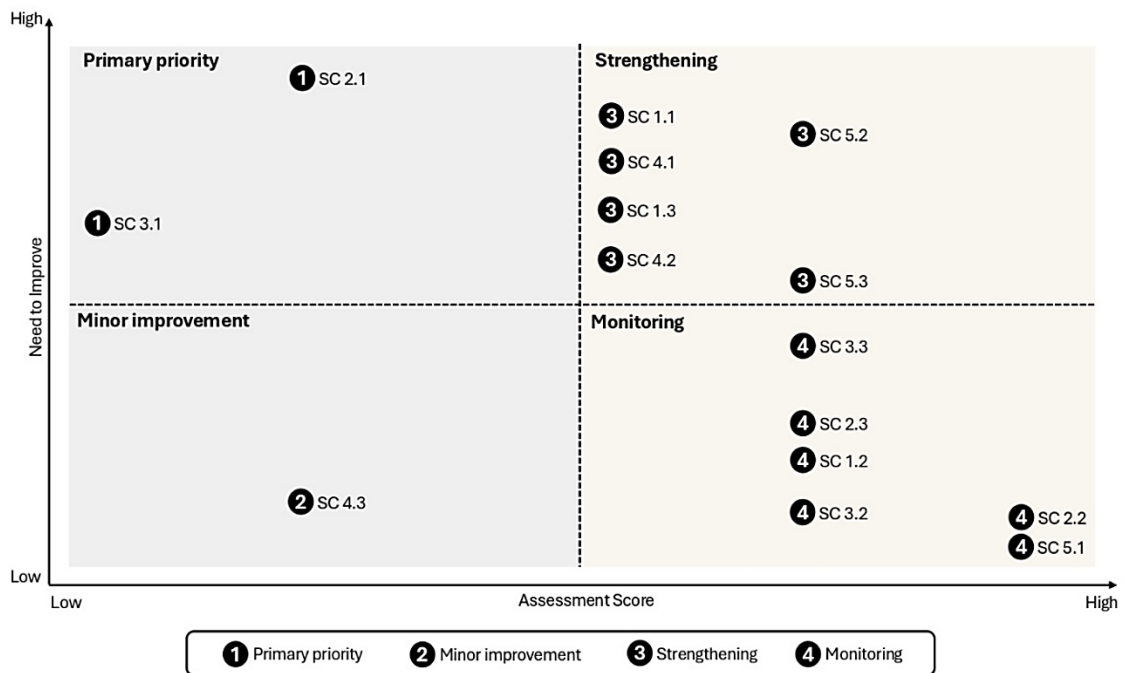 High
Primary priority
Strengthening
1 SC 2.1
3 SC 1.1
3 SC 5.2
3 SC 4.1
3 SC 1.3
1 SC 3.1
3 SC 4.2
3 SC 5.3
Need to Improve
Minor improvement
Monitoring
4 SC 3.3
4 SC 2.3
4 SC 1.2
2 SC 4.3
4 SC 3.2
4 SC 2.2
4 SC 5.1
Low
Low
Assessment Score
High
1 Primary priority 2 Minor improvement 3 Strengthening 4 Monitoring